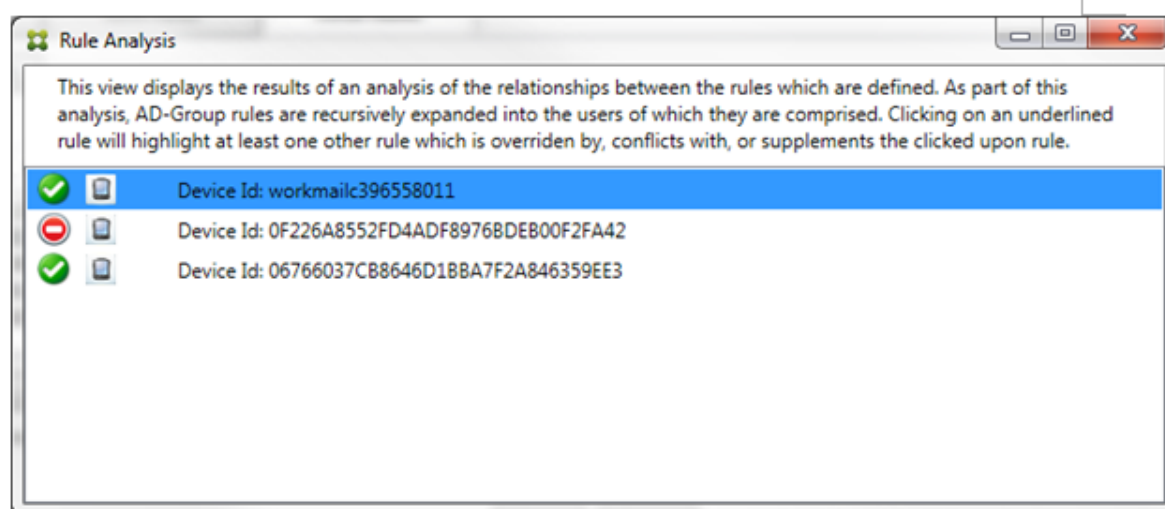 Rule Analysis
This view displays the results of an analysis of the relationships between the rules which are defined. As part of this
analysis, AD-Group rules are recursively expanded into the users of which they are comprised. Clicking on an underlined
rule will highlight at least one other rule which is overriden by, conflicts with, or supplements the clicked upon rule.
Device Id: workmailc396558011
Device Id: 0F226A8552FD4ADF8976BDEB00F2FA42
Device Id: 06766037CB8646D1BBA7F2A846359EE3